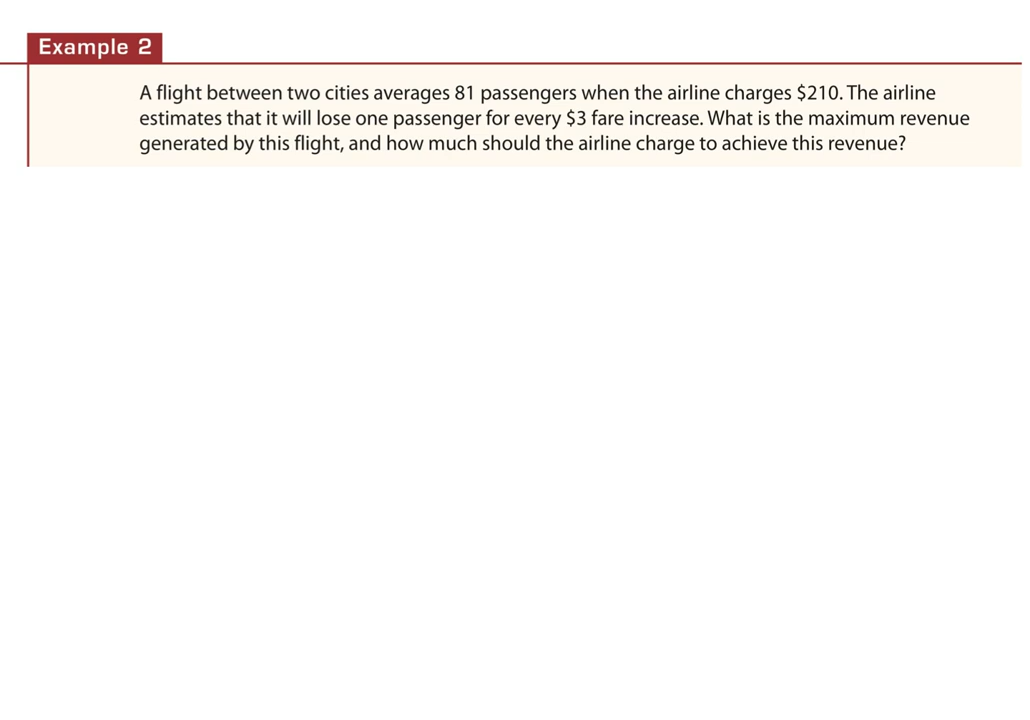 Example 2
A flight between two cities averages 81 passengers when the airline charges $210. The airline
estimates that it will lose one passenger for every $3 fare increase. What is the maximum revenue
generated by this flight, and how much should the airline charge to achieve this revenue?